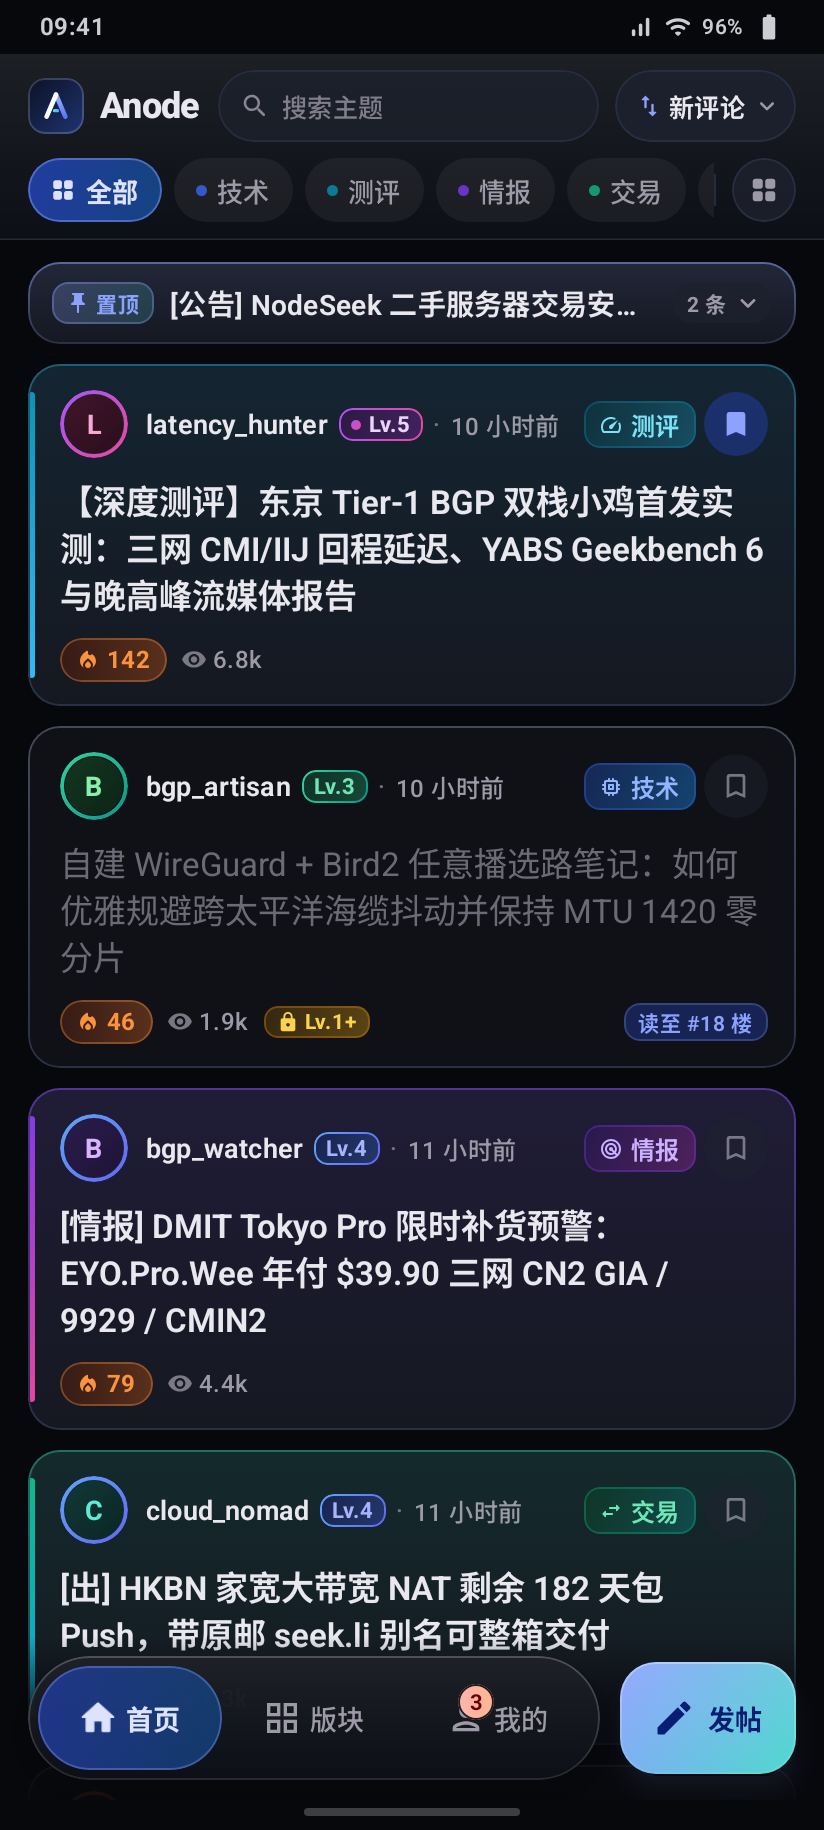 09:41
96%
Anode
搜索主题
新评论
全部
技术
测评
情报
交易
置顶
[公告] NodeSeek 二手服务器交易安…
2 条
L
latency_hunter Lv.5 · 10 小时前
测评
【深度测评】东京 Tier-1 BGP 双栈小鸡首发实
测：三网 CMI/IIJ 回程延迟、YABS Geekbench 6
与晚高峰流媒体报告
142
6.8k
B
bgp_artisan Lv.3 · 10 小时前
技术
自建 WireGuard + Bird2 任意播选路笔记：如何
优雅规避跨太平洋海缆抖动并保持 MTU 1420 零
分片
46
1.9k
Lv.1+
读至 #18 楼
B
bgp_watcher Lv.4 · 11 小时前
情报
[情报] DMIT Tokyo Pro 限时补货预警：
EYO.Pro.Wee 年付 $39.90 三网 CN2 GIA /
9929 / CMIN2
79
4.4k
C
cloud_nomad Lv.4 · 11 小时前
交易
[出] HKBN 家宽大带宽 NAT 剩余 182 天包
Push，带原邮 seek.li 别名可整箱交付
首页
版块
3
我的
发帖